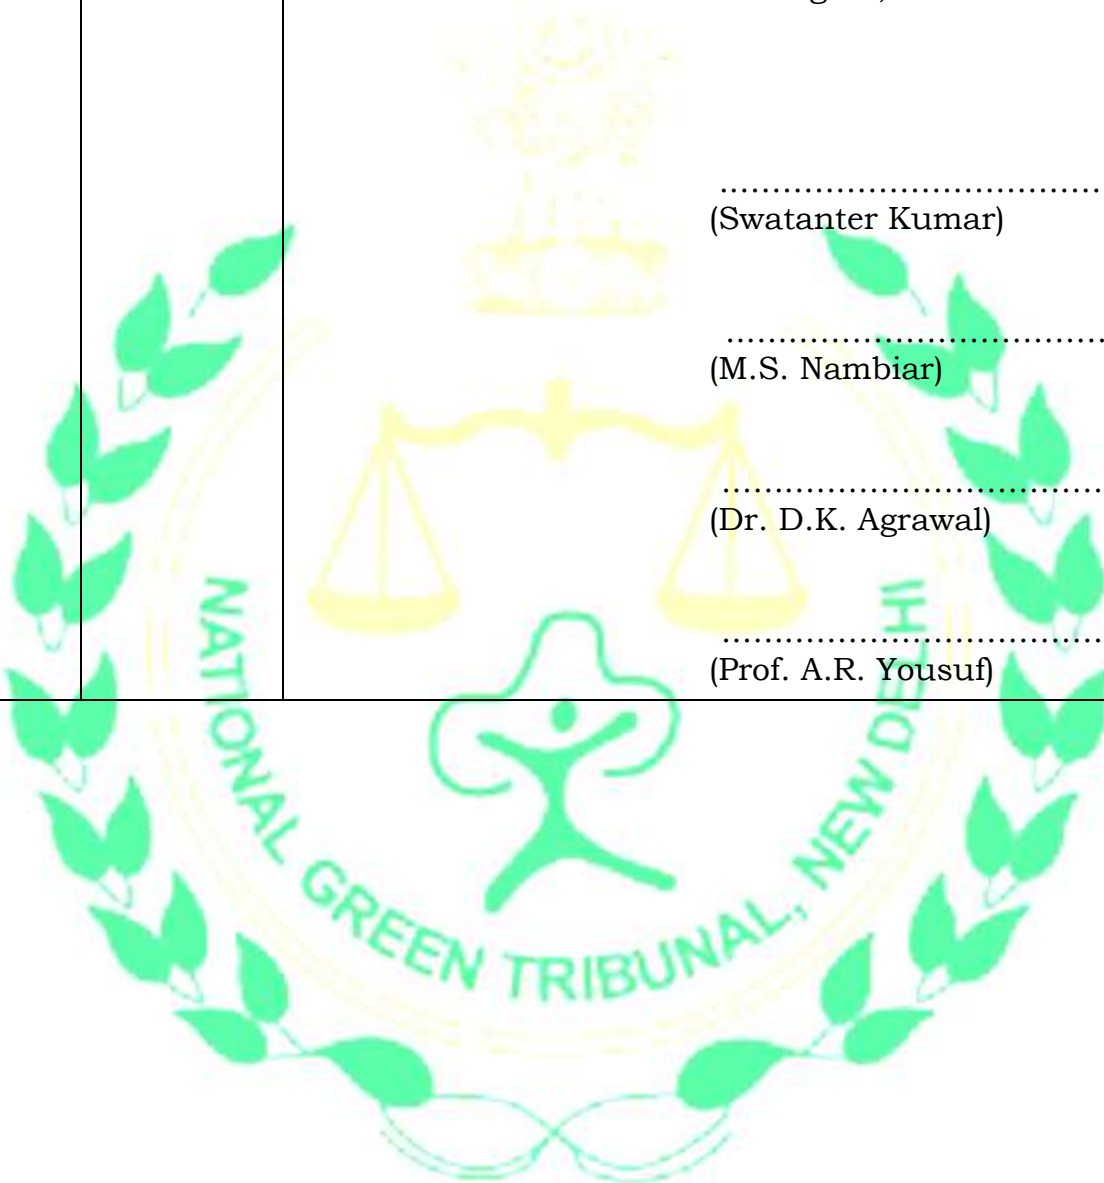 ....................................
(Swatanter Kumar)
....................................
(M.S. Nambiar)
....................................
(Dr. D.K. Agrawal)
....................................
(Prof. A.R. Yousuf)
NATIONAL GREEN TRIBUNAL, NEW DELHI